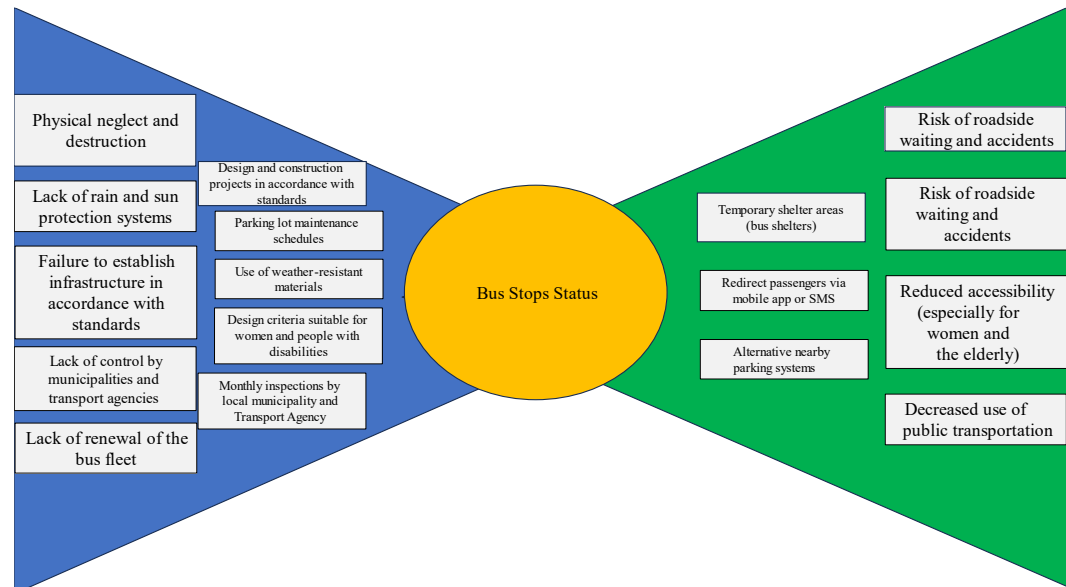 Physical neglect and
destruction
Lack of rain and sun
protection systems
Failure to establish
infrastructure in
accordance with
standards
Lack of control by
municipalities and
transport agencies
Lack of renewal of the
bus fleet
Design and construction
projects in accordance with
standards
Parking lot maintenance
schedules
Use of weather-resistant
materials
Design criteria suitable for
women and people with
disabilities
Monthly inspections by
local municipality and
Transport Agency
Bus Stops Status
Temporary shelter areas
(bus shelters)
Redirect passengers via
mobile app or SMS
Alternative nearby
parking systems
Risk of roadside
waiting and accidents
Risk of roadside
waiting and
accidents
Reduced accessibility
(especially for
women and
the elderly)
Decreased use of
public transportation